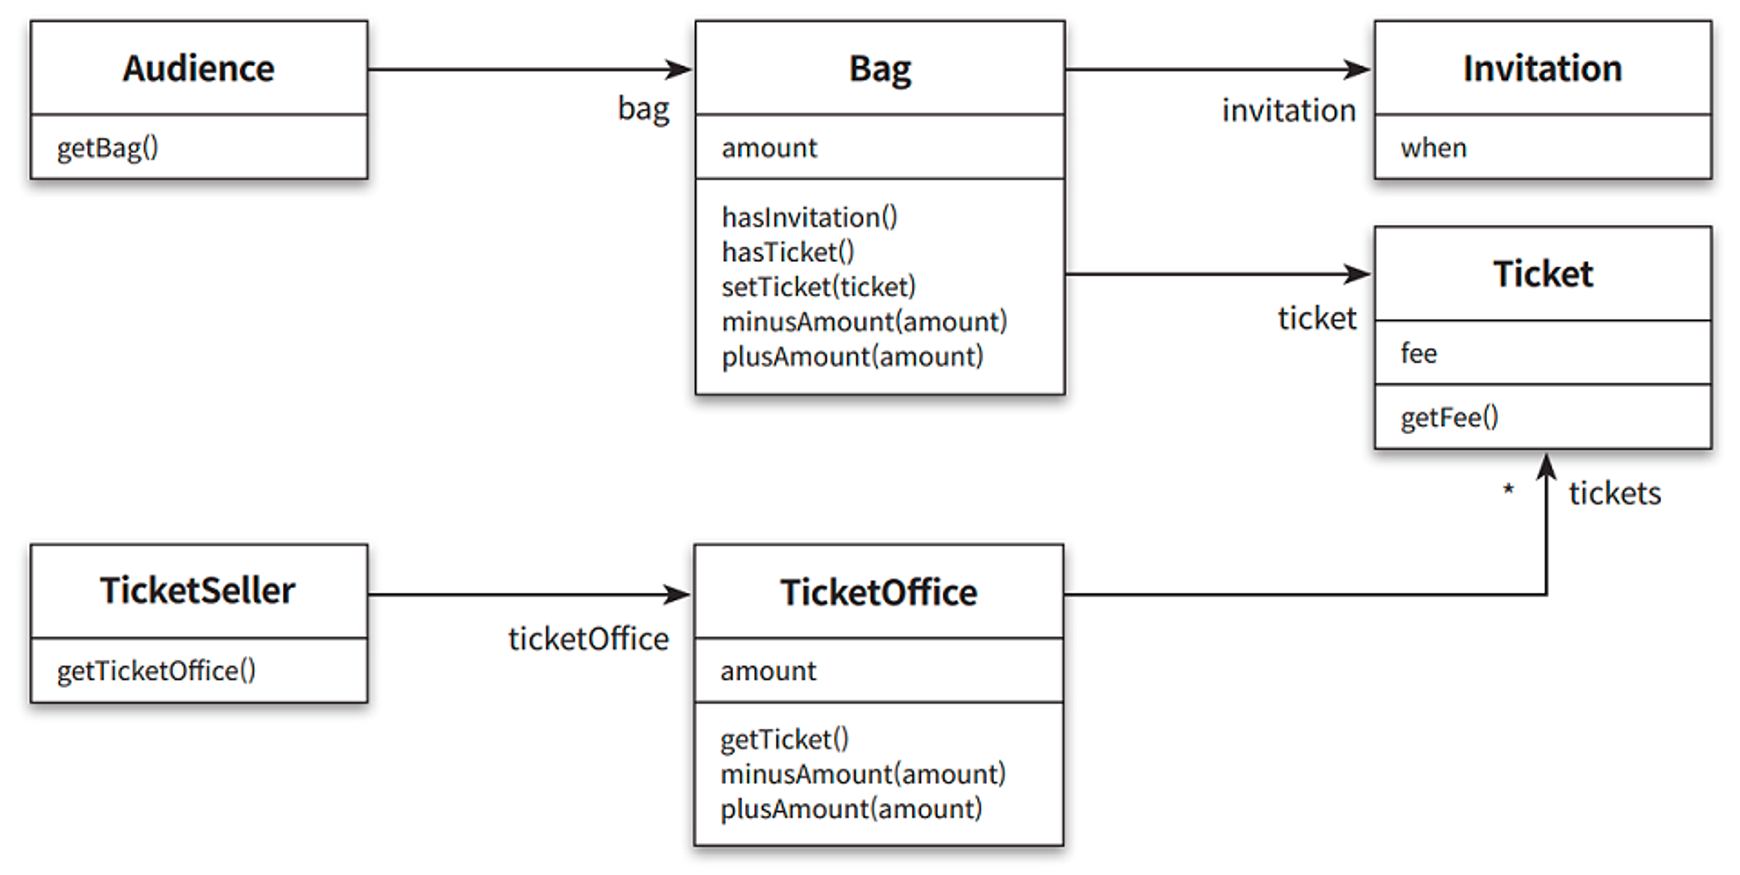 Audience
getBag()
bag
Bag
amount
hasInvitation()
hasTicket()
setTicket(ticket)
minusAmount(amount)
plusAmount(amount)
invitation
Invitation
when
ticket
Ticket
fee
getFee()
* tickets
TicketSeller
getTicketOffice()
ticketOffice
TicketOffice
amount
getTicket()
minusAmount(amount)
plusAmount(amount)